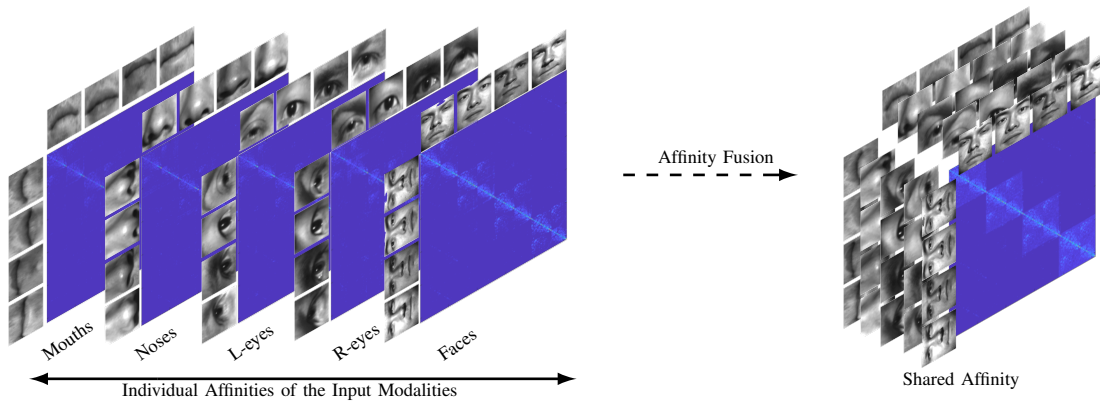 Mouths
Noses
L-eyes
R-eyes
Faces
Individual Affinities of the Input Modalities
Affinity Fusion
Shared Affinity